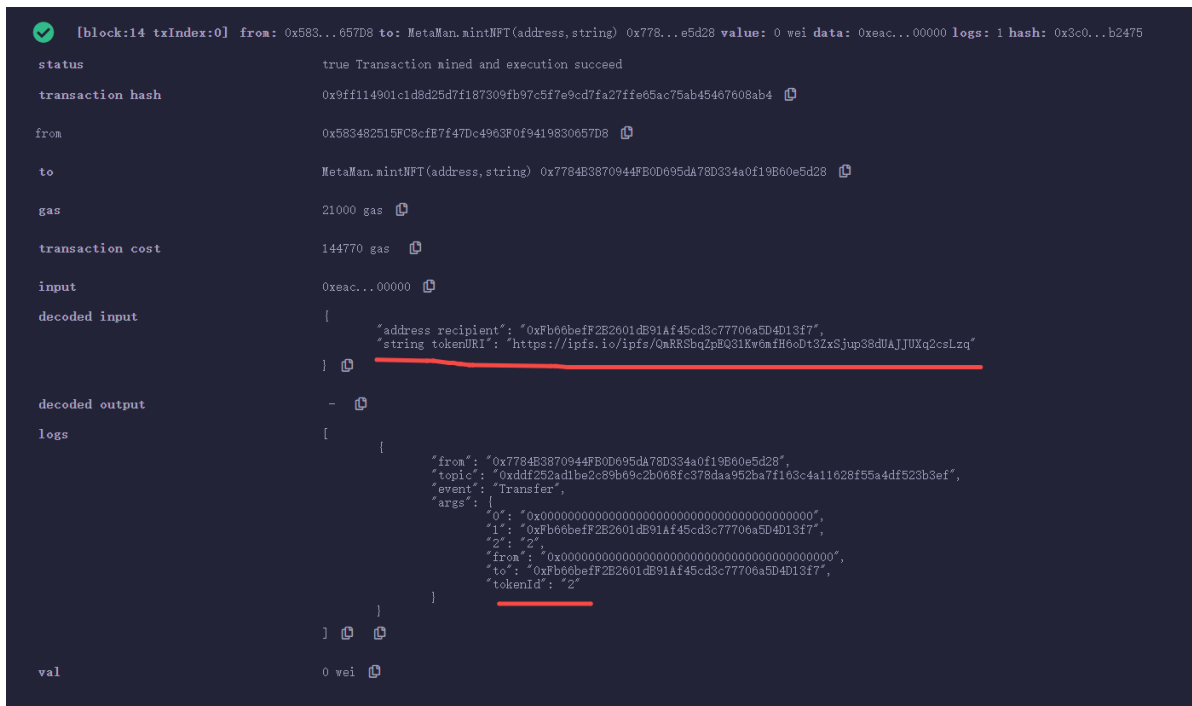 [block:14 txIndex:0] from: 0x583...657D8 to: MetaMan.mintNFT(address,string) 0x778...e5d28 value: 0 wei data: 0xeac...00000 logs: 1 hash: 0x3c0...b2475
status true Transaction mined and execution succeed
transaction hash 0x9ff114901c1d8d25d7f187309fb97c5f7e9cd7fa27ffe65ac75ab45467608ab4
from 0x583482515FC8cfE7f47Dc4963F0f9419830657D8
to MetaMan.mintNFT(address,string) 0x7784B3870944FB0D695dA78D334a0f19B60e5d28
gas 21000 gas
transaction cost 144770 gas
input 0xeac...00000
decoded input {
"address recipient": "0xFb66befF2B2601dB91Af45cd3c77706a5D4D13f7",
"string tokenURI": "https://ipfs.io/ipfs/QmRRSbqZpEQ31Kw6mfH6oDt3ZxSjup38dUAJJUXq2csLzq"
}
decoded output -
logs [
{
"from": "0x7784B3870944FB0D695dA78D334a0f19B60e5d28",
"topic": "0xddf252ad1be2c89b69c2b068fc378daa952ba7f163c4a11628f55a4df523b3ef",
"event": "Transfer",
"args": {
"0": "0x0000000000000000000000000000000000000000",
"1": "0xFb66befF2B2601dB91Af45cd3c77706a5D4D13f7",
"2": "2",
"from": "0x0000000000000000000000000000000000000000",
"to": "0xFb66befF2B2601dB91Af45cd3c77706a5D4D13f7",
"tokenId": "2"
}
}
]
val 0 wei